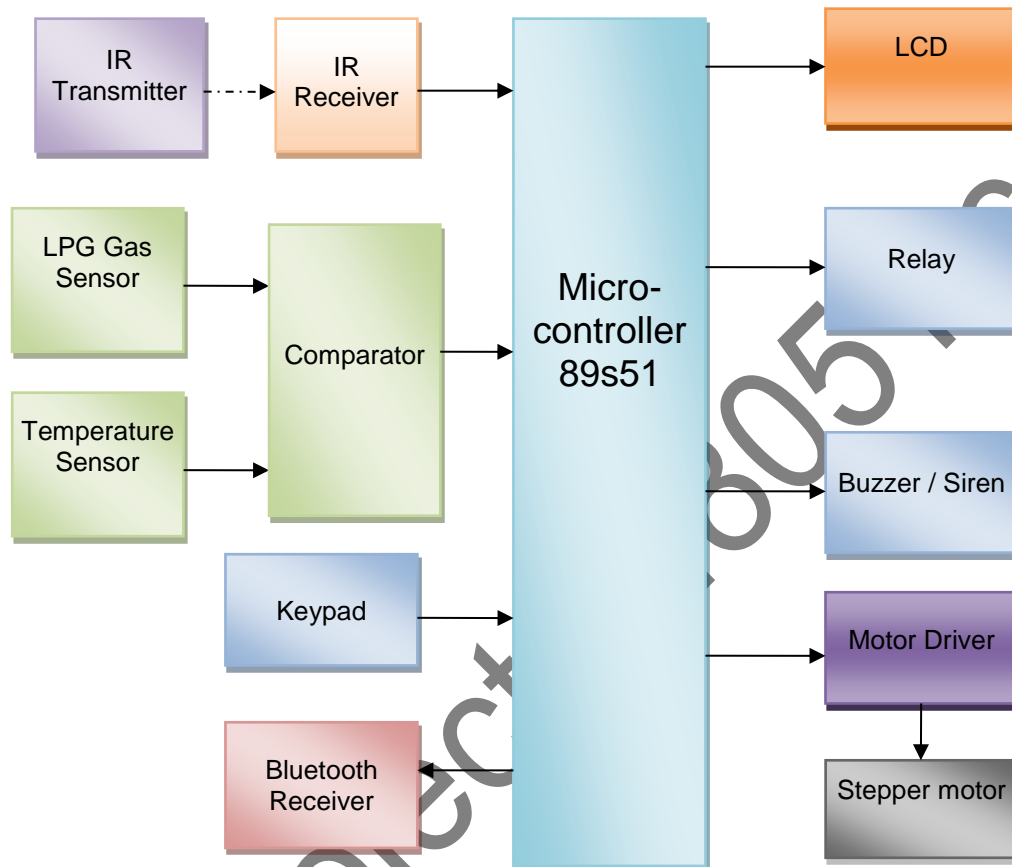 IR
Transmitter
IR
Receiver
LCD
LPG Gas
Sensor
Comparator
Temperature
Sensor
Micro-
controller
89s51
Relay
Buzzer / Siren
Keypad
Motor Driver
Bluetooth
Receiver
Stepper motor